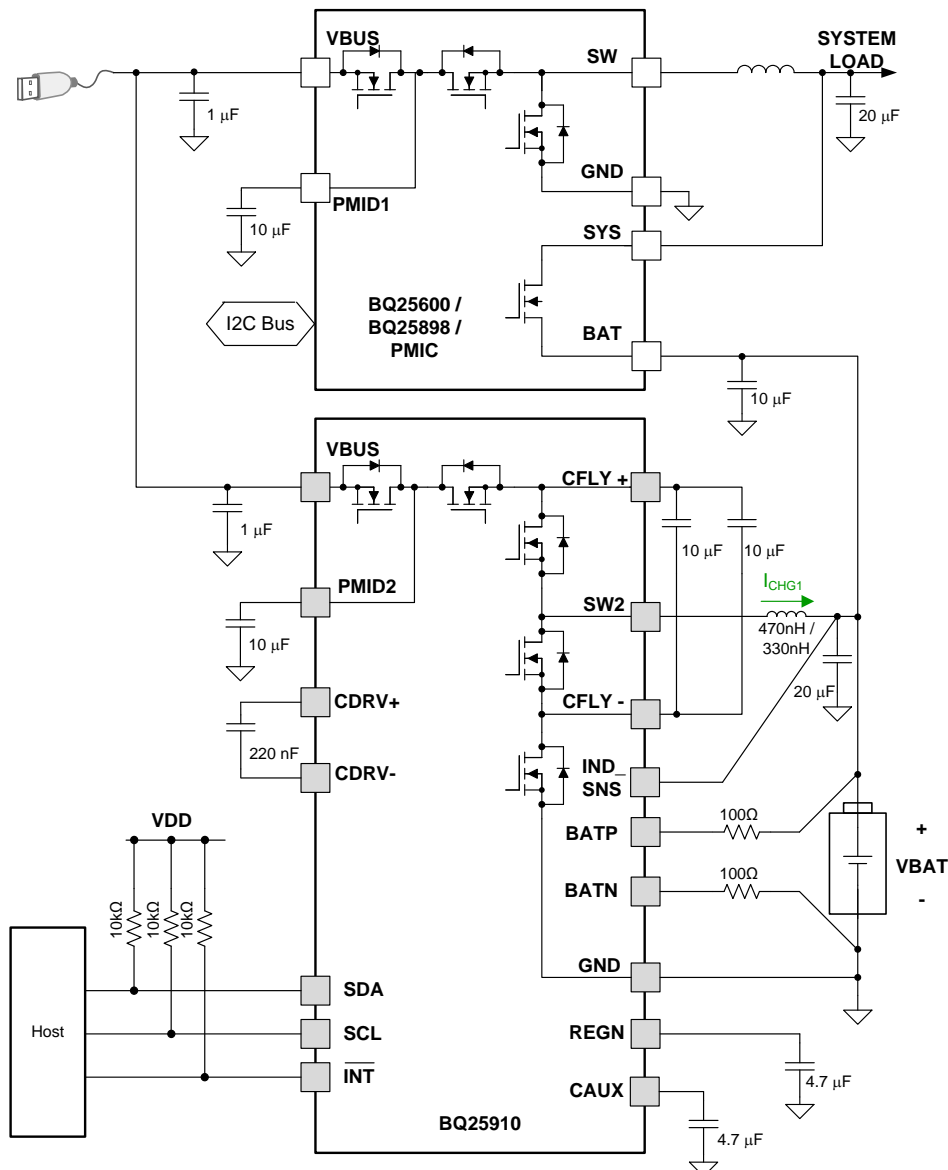 VBUS
SW
SYSTEM
LOAD
1 µF
20 µF
GND
PMID1
10 µF
SYS
I2C Bus
BQ25600 /
BQ25898 /
PMIC
BAT
10 µF
VBUS
CFLY +
1 µF
10 µF
10 µF
PMID2
ICHG1
SW2
470nH /
330nH
10 µF
20 µF
CDRV+
CFLY -
220 nF
IND_
SNS
CDRV-
VDD
100Ω
BATP
+
VBAT
-
100Ω
BATN
10kΩ
10kΩ
10kΩ
GND
SDA
Host
SCL
REGN
INT
4.7 µF
CAUX
BQ25910
4.7 µF